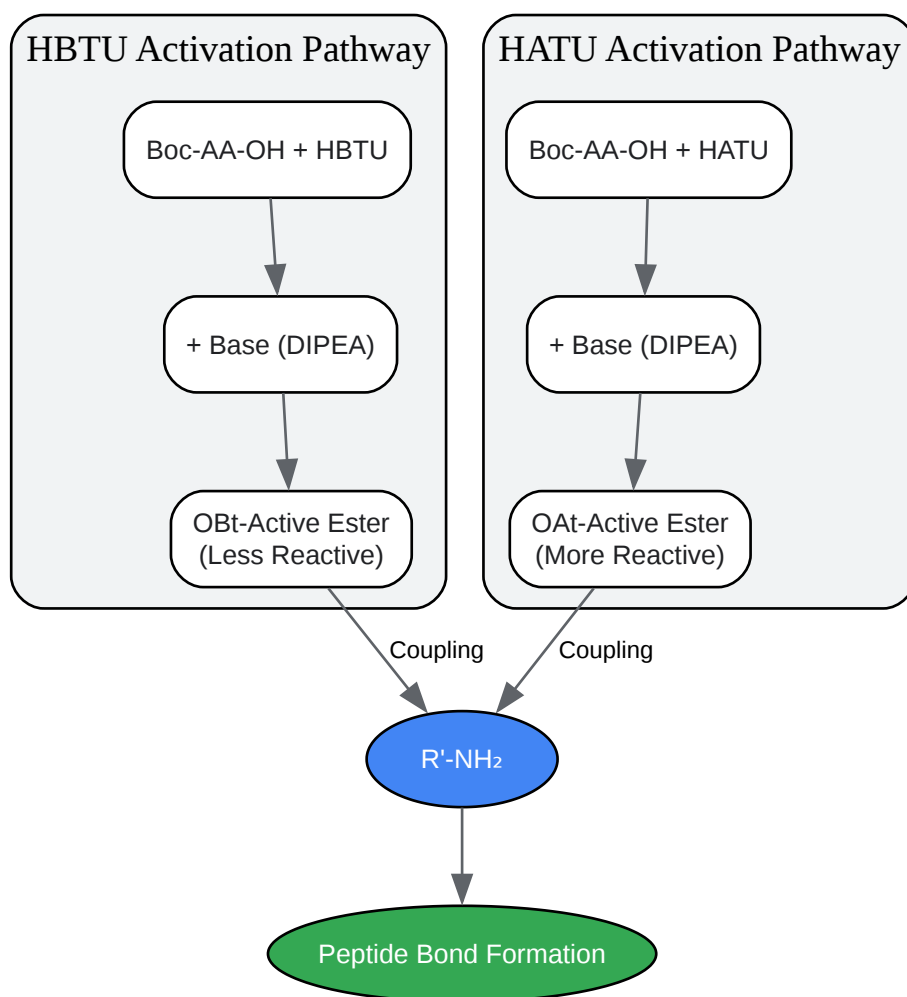 HBTU Activation Pathway
Boc-AA-OH + HBTU
+ Base (DIPEA)
OBt-Active Ester
(Less Reactive)
HATU Activation Pathway
Boc-AA-OH + HATU
+ Base (DIPEA)
OAt-Active Ester
(More Reactive)
Coupling
Coupling
R'-NH₂
Peptide Bond Formation